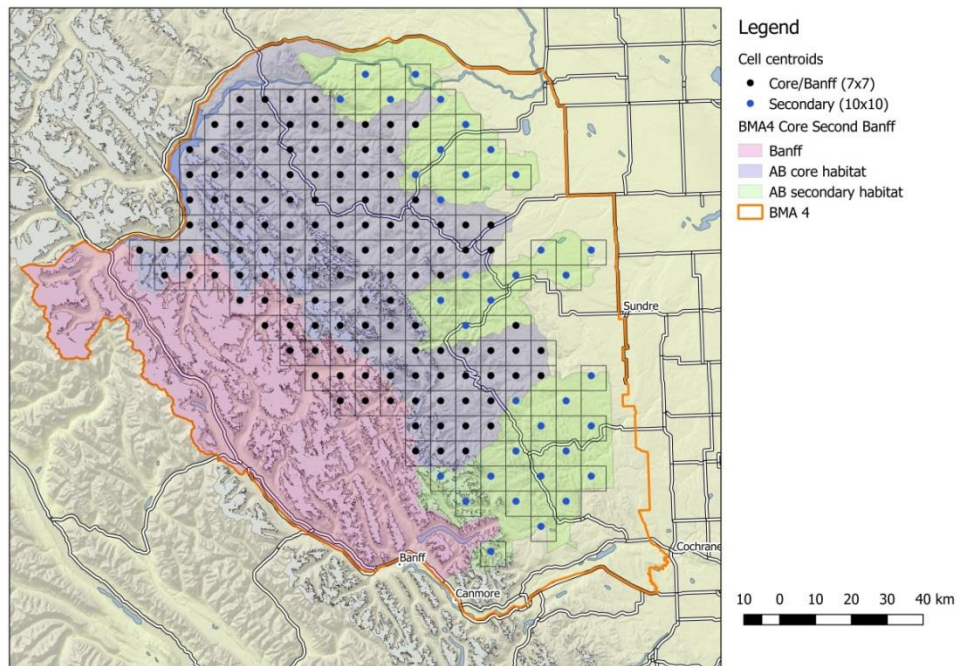 Legend
Cell centroids
Core/Banff (7x7)
Secondary (10x10)
BMA4 Core Second Banff
Banff
AB core habitat
AB secondary habitat
BMA 4
Sundre
Cochrane
Banff
Canmore
10 0 10 20 30 40 km